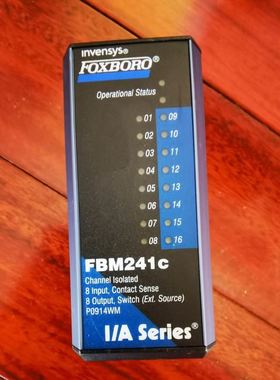 invensys®
FOXBORO®
Operational Status
01 09
02 10
03 11
04 12
05 13
06 14
07 15
08 16
FBM241c
Channel Isolated
8 Input, Contact Sense
8 Output, Switch (Ext. Source)
P0914WM
I/A Series®